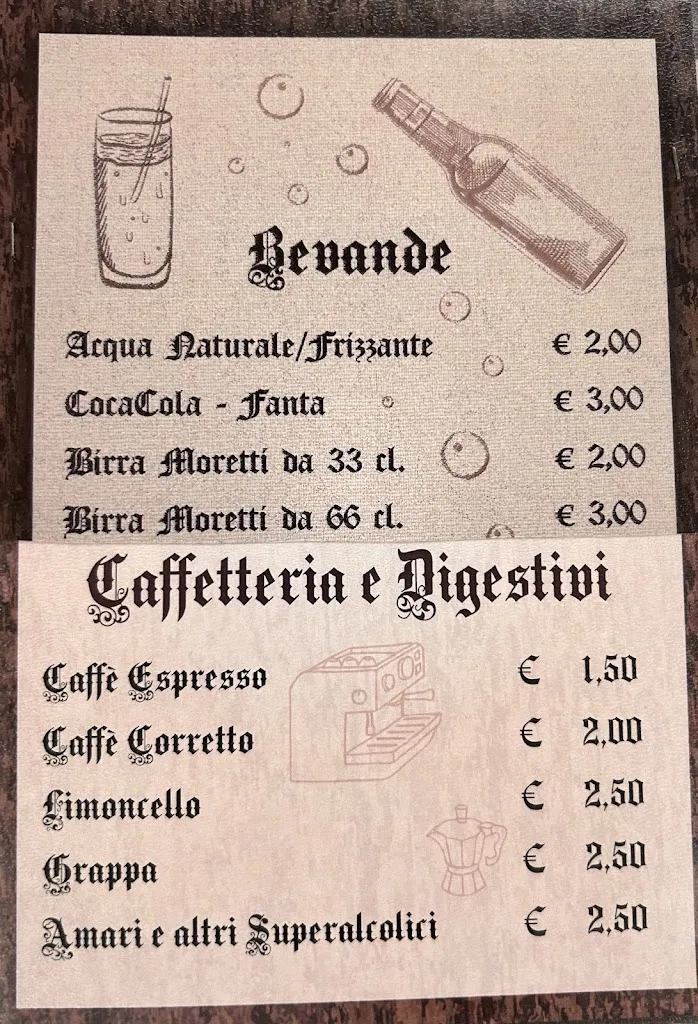 Bevande
Acqua Naturale/Frizzante € 2,00
CocaCola - Fanta € 3,00
Birra Moretti da 33 cl. € 2,00
Birra Moretti da 66 cl. € 3,00
Caffetteria e Digestivi
Caffè Espresso € 1,50
Caffè Corretto € 2,00
Limoncello € 2,50
Grappa € 2,50
Amari e altri Superalcolici € 2,50